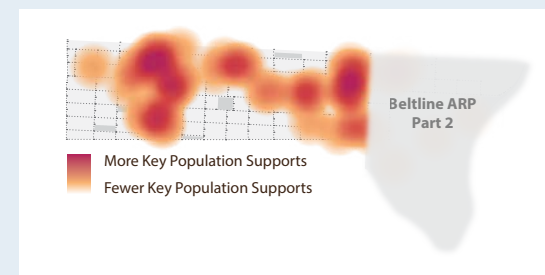 Beltline ARP
Part 2
More Key Population Supports
Fewer Key Population Supports